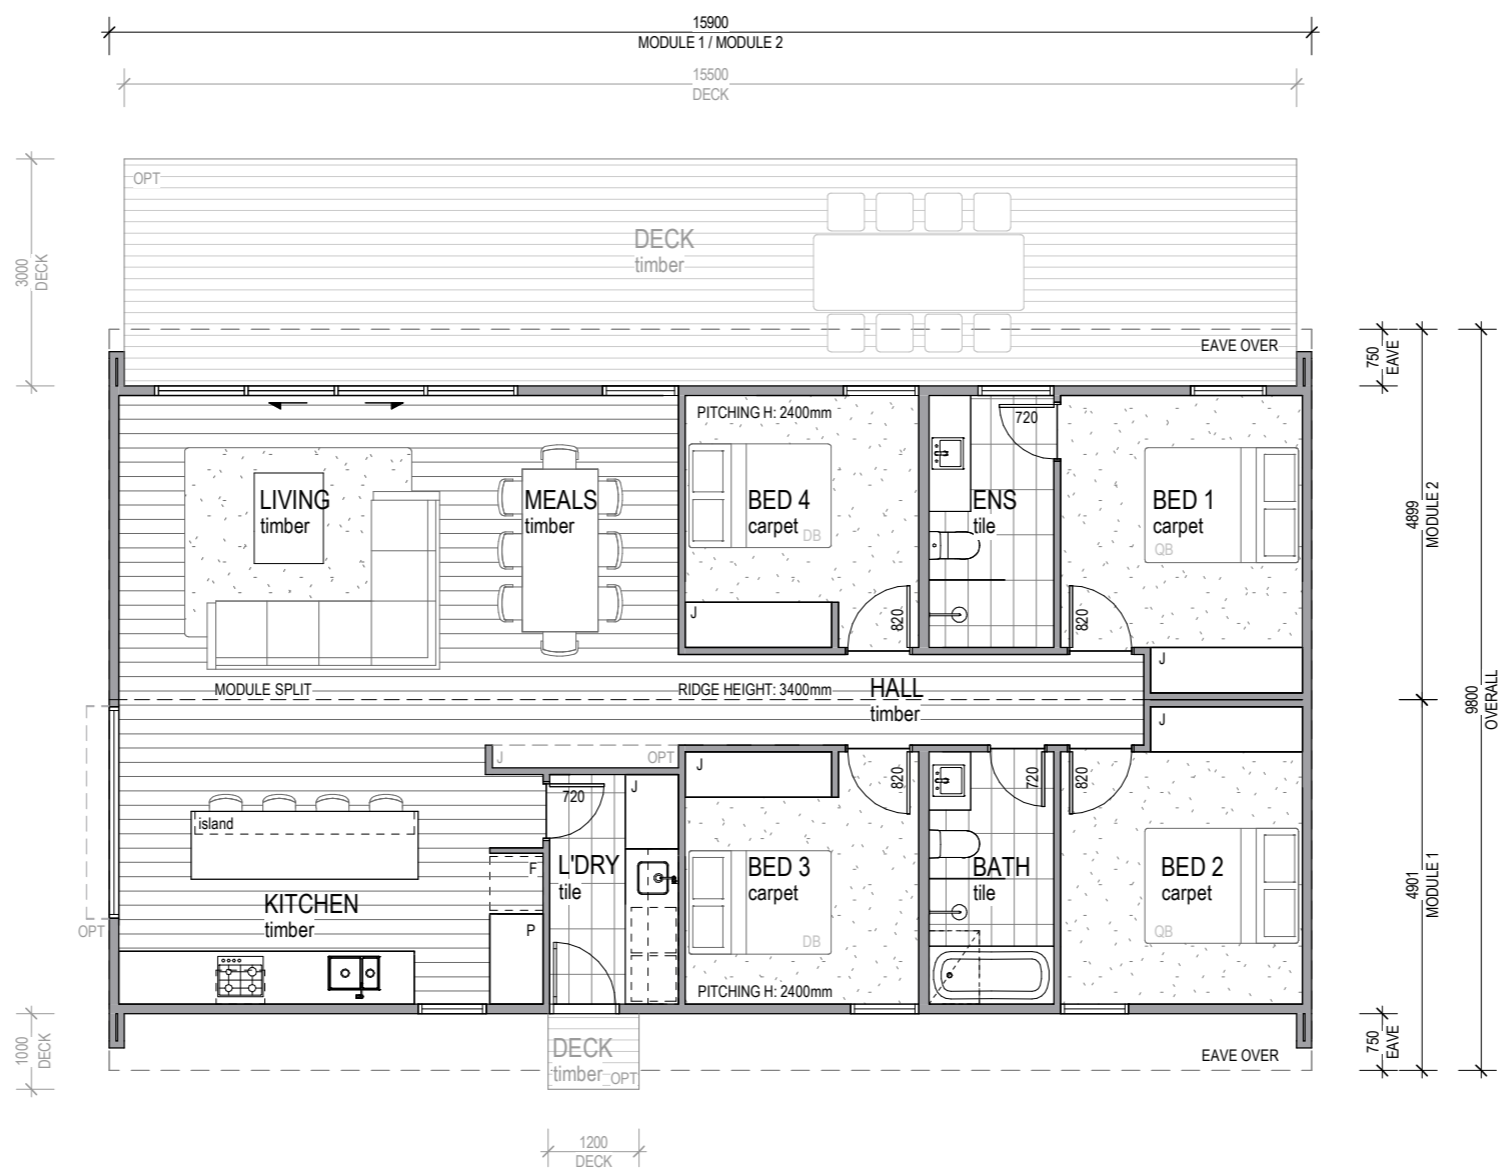 15900
MODULE 1 / MODULE 2
15500
DECK
OPT
DECK
timber
3000
DECK
EAVE OVER
750
EAVE
PITCHING H: 2400mm
720
LIVING
timber
MEALS
timber
BED 4
carpet
DB
ENS
tile
BED 1
carpet
QB
4899
MODULE 2
J
820
820
J
MODULE SPLIT
RIDGE HEIGHT: 3400mm
HALL
timber
9800
OVERALL
J
J
OPT
J
820
720
820
720
J
island
F
L'DRY
tile
BED 3
carpet
DB
BATH
tile
BED 2
carpet
QB
4901
MODULE 1
KITCHEN
timber
P
OPT
PITCHING H: 2400mm
1000
DECK
DECK
timber
OPT
EAVE OVER
750
EAVE
1200
DECK